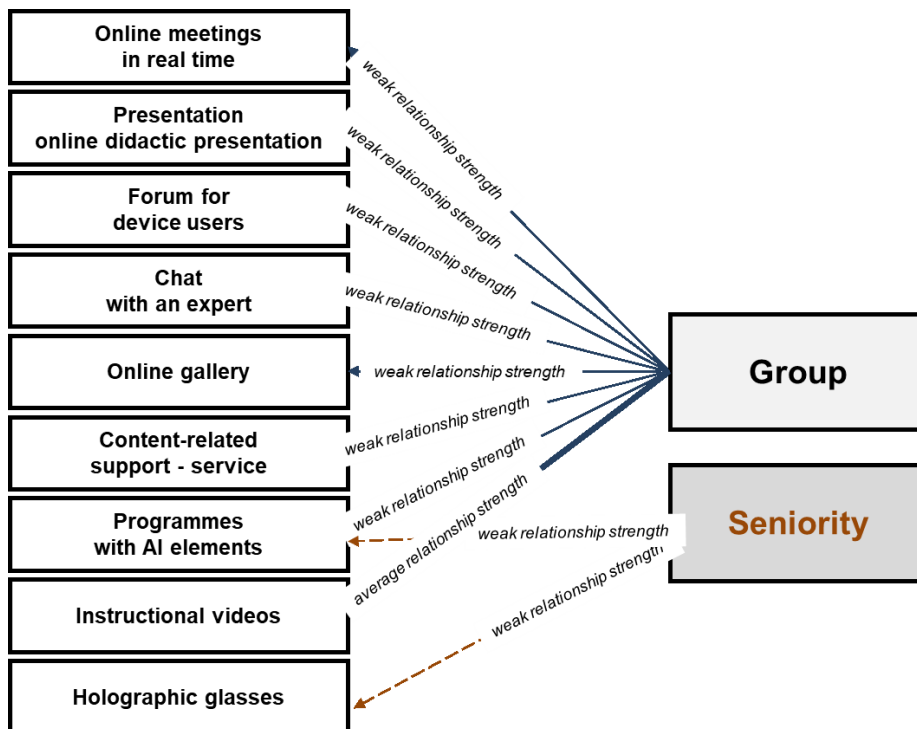 Online meetings
in real time
Presentation
online didactic presentation
Forum for
device users
Chat
with an expert
Online gallery
Content-related
support - service
Programmes
with AI elements
Instructional videos
Holographic glasses
weak relationship strength
weak relationship strength
weak relationship strength
weak relationship strength
weak relationship strength
weak relationship strength
weak relationship strength
average relationship strength
weak relationship strength
weak relationship strength
Group
Seniority